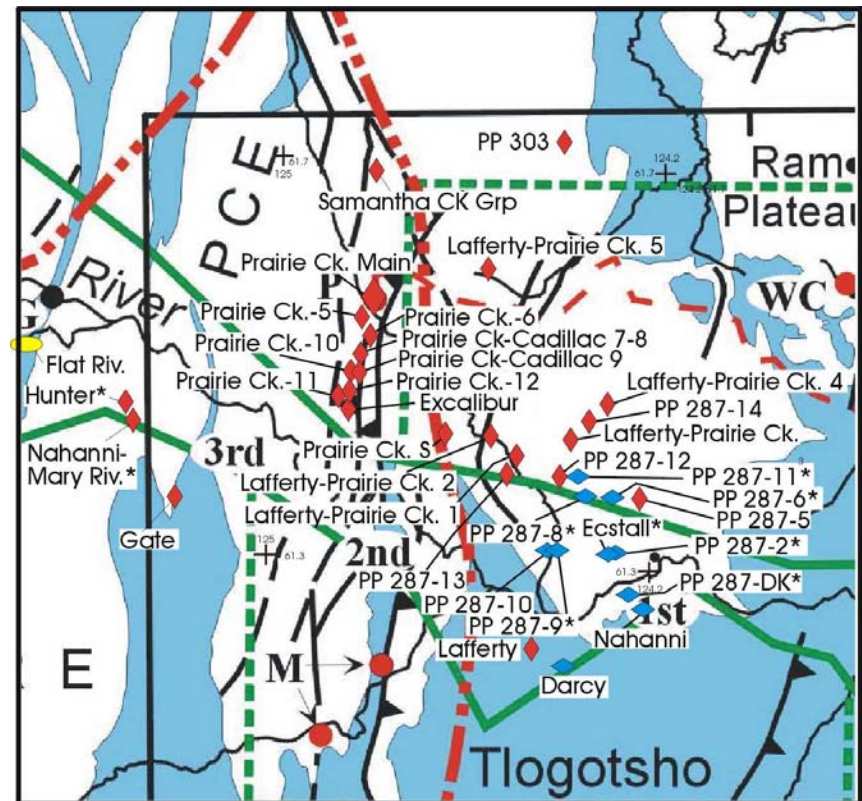 PCE
61.7
125
PP 303
124.2
61.7
Ram
Plateau
Samantha CK Grp
Lafferty-Prairie Ck. 5
Prairie Ck. Main
River
P
WC
Prairie Ck.-5
Prairie Ck.-6
G
Prairie Ck.-10
Prairie Ck-Cadillac 7-8
Flat Riv.
Prairie Ck-Cadillac 9
Hunter*
Prairie Ck.-11
Prairie Ck.-12
Lafferty-Prairie Ck. 4
Excalibur
PP 287-14
Nahanni-
Mary Riv.*
3rd
Prairie Ck. S
Lafferty-Prairie Ck.
PP 287-12
Lafferty-Prairie Ck. 2
PP 287-11*
PP 287-6*
Lafferty-Prairie Ck. 1
PP 287-5
Gate
PP 287-8*
Ecstall*
125
61.3
2nd
PP 287-2*
PP 287-13
61.3
124.2
PP 287-DK*
PP 287-10
1st
PP 287-9*
Nahanni
Lafferty
R E
M
Darcy
Tlogotsho